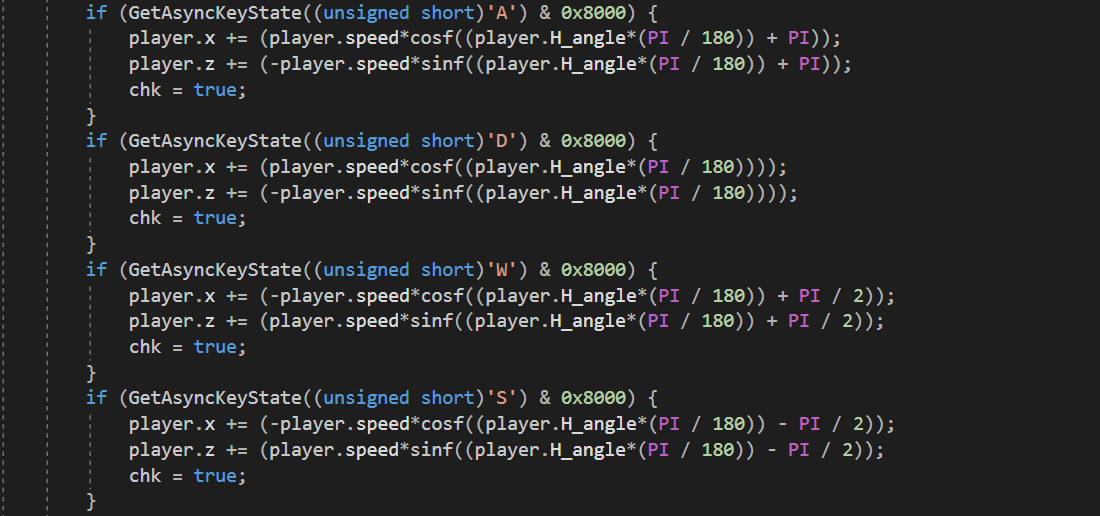 if (GetAsyncKeyState((unsigned short)'A') & 0x8000) {
player.x += (player.speed*cosf((player.H_angle*(PI / 180)) + PI));
player.z += (-player.speed*sinf((player.H_angle*(PI / 180)) + PI));
chk = true;
}
if (GetAsyncKeyState((unsigned short)'D') & 0x8000) {
player.x += (player.speed*cosf((player.H_angle*(PI / 180))));
player.z += (-player.speed*sinf((player.H_angle*(PI / 180))));
chk = true;
}
if (GetAsyncKeyState((unsigned short)'W') & 0x8000) {
player.x += (-player.speed*cosf((player.H_angle*(PI / 180)) + PI / 2));
player.z += (player.speed*sinf((player.H_angle*(PI / 180)) + PI / 2));
chk = true;
}
if (GetAsyncKeyState((unsigned short)'S') & 0x8000) {
player.x += (-player.speed*cosf((player.H_angle*(PI / 180)) - PI / 2));
player.z += (player.speed*sinf((player.H_angle*(PI / 180)) - PI / 2));
chk = true;
}